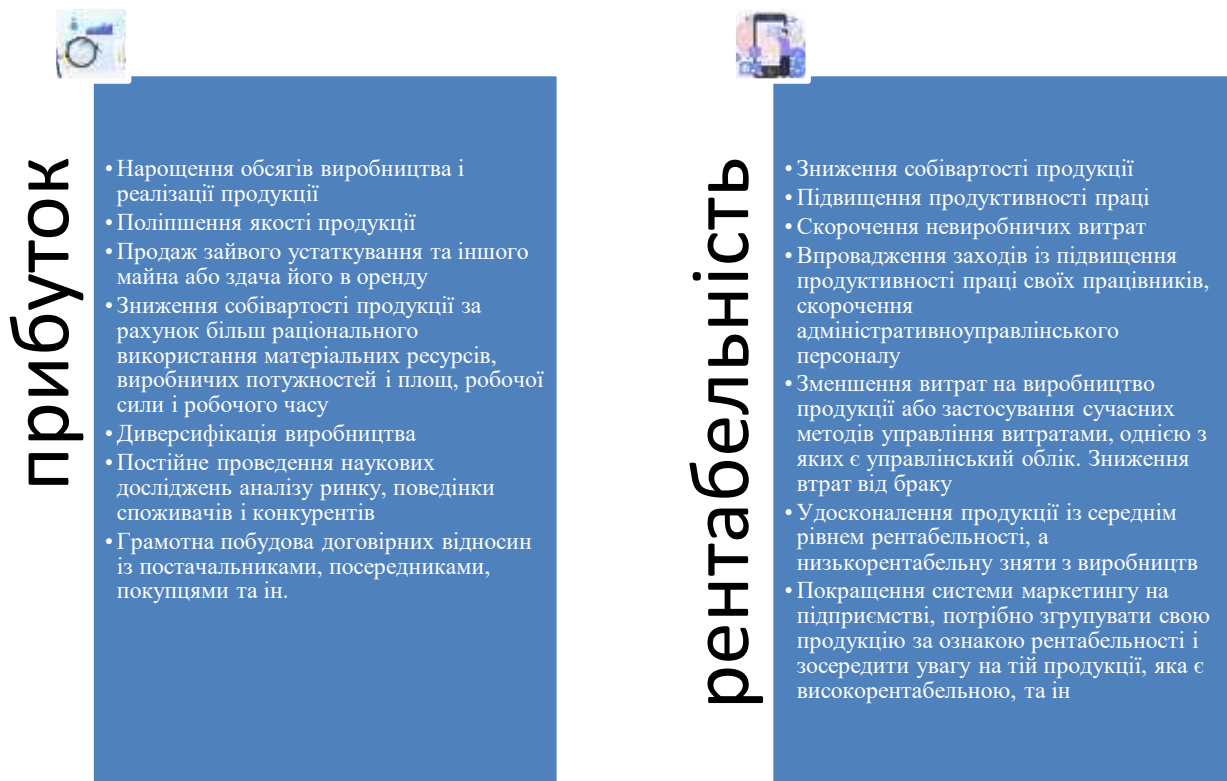 прибуток
• Нарощення обсягів виробництва і
реалізації продукції
• Поліпшення якості продукції
• Продаж зайвого устаткування та іншого
майна або здача його в оренду
• Зниження собівартості продукції за
рахунок більш раціонального
використання матеріальних ресурсів,
виробничих потужностей і площ, робочої
сили і робочого часу
• Диверсифікація виробництва
• Постійне проведення наукових
досліджень аналізу ринку, поведінки
споживачів і конкурентів
• Грамотна побудова договірних відносин
із постачальниками, посередниками,
покупцями та ін.
рентабельність
• Зниження собівартості продукції
• Підвищення продуктивності праці
• Скорочення невиробничих витрат
• Впровадження заходів із підвищення
продуктивності праці своїх працівників,
скорочення
адміністративноуправлінського
персоналу
• Зменшення витрат на виробництво
продукції або застосування сучасних
методів управління витратами, однією з
яких є управлінський облік. Зниження
втрат від браку
• Удосконалення продукції із середнім
рівнем рентабельності, а
низькорентабельну зняти з виробництв
• Покращення системи маркетингу на
підприємстві, потрібно згрупувати свою
продукцію за ознакою рентабельності і
зосередити увагу на тій продукції, яка є
високорентабельною, та ін